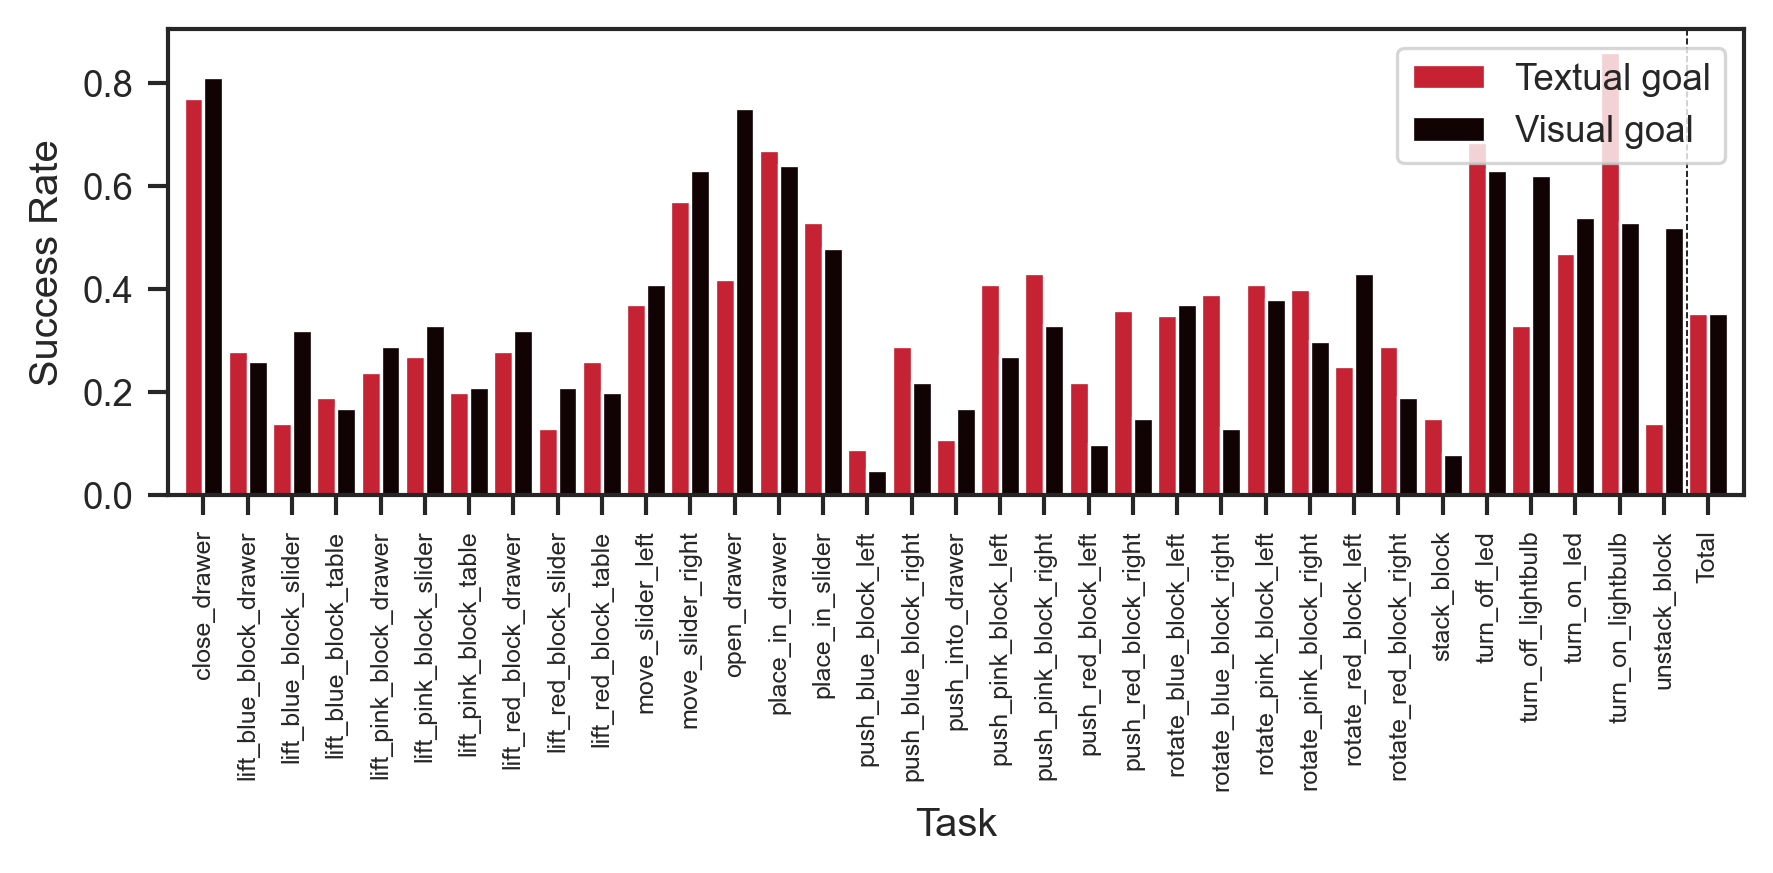 Success Rate
0.8
0.6
0.4
0.2
0.0
Textual goal
Visual goal
close_drawer
lift_blue_block_drawer
lift_blue_block_slider
lift_blue_block_table
lift_pink_block_drawer
lift_pink_block_slider
lift_pink_block_table
lift_red_block_drawer
lift_red_block_slider
lift_red_block_table
move_slider_left
move_slider_right
open_drawer
place_in_drawer
place_in_slider
push_blue_block_left
push_blue_block_right
push_into_drawer
push_pink_block_left
push_pink_block_right
push_red_block_left
push_red_block_right
rotate_blue_block_left
rotate_blue_block_right
rotate_pink_block_left
rotate_pink_block_right
rotate_red_block_left
rotate_red_block_right
stack_block
turn_off_led
turn_off_lightbulb
turn_on_led
turn_on_lightbulb
unstack_block
Total
Task